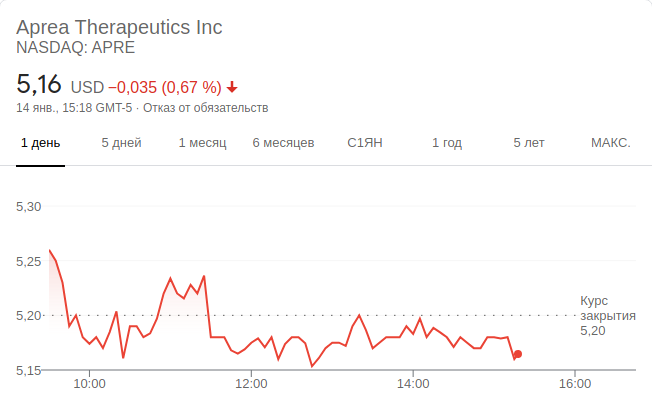 Aprea Therapeutics Inc
NASDAQ: APRE
5,16 USD −0,035 (0,67 %)
14 янв., 15:18 GMT-5 · Отказ от обязательств
1 день 5 дней 1 месяц 6 месяцев С1ЯН 1 год 5 лет МАКС.
5,30
5,25
5,20
5,15
Курс
закрытия
5,20
10:00 12:00 14:00 16:00